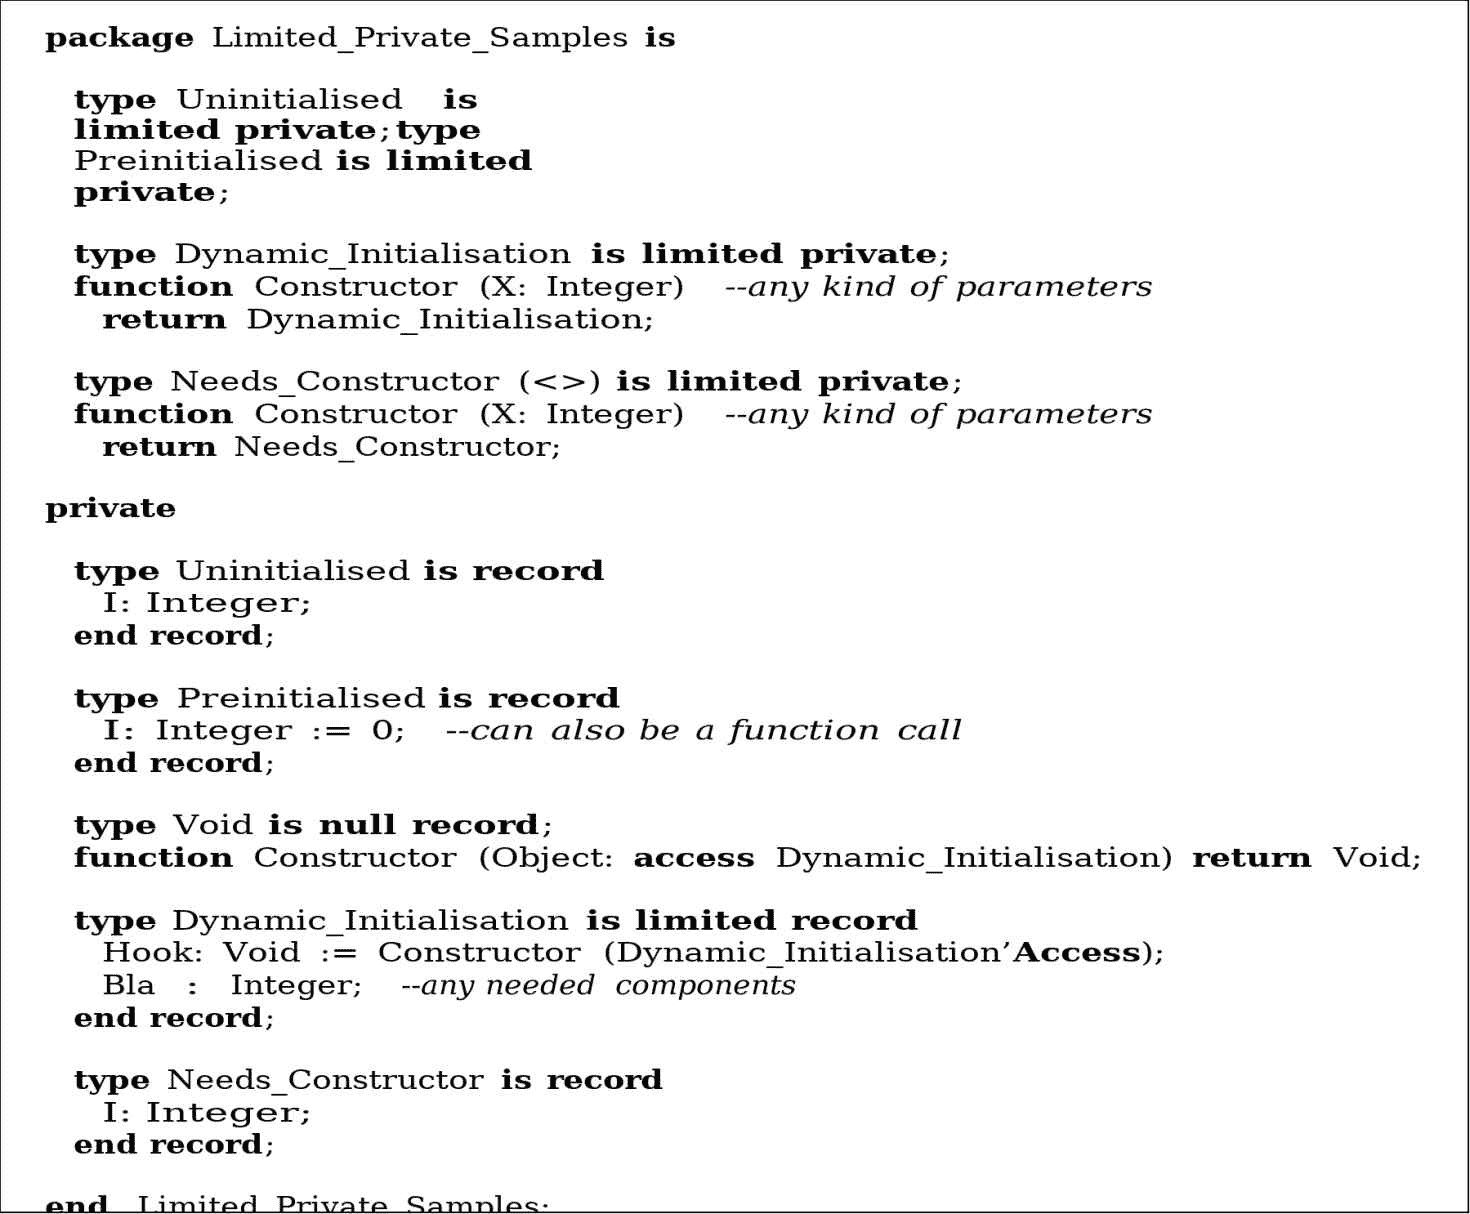 package Limited_Private_Samples is
type Uninitialised is
limited private;type
Preinitialised is limited
private;
type Dynamic_Initialisation is limited private;
function Constructor (X: Integer) --any kind of parameters
return Dynamic_Initialisation;
type Needs_Constructor (<>) is limited private;
function Constructor (X: Integer) --any kind of parameters
return Needs_Constructor;
private
type Uninitialised is record
I: Integer;
end record;
type Preinitialised is record
I: Integer := 0; --can also be a function call
end record;
type Void is null record;
function Constructor (Object: access Dynamic_Initialisation) return Void;
type Dynamic_Initialisation is limited record
Hook: Void := Constructor (Dynamic_Initialisation’Access);
Bla : Integer; --any needed components
end record;
type Needs_Constructor is record
I: Integer;
end record;
end Limited_Private_Samples;